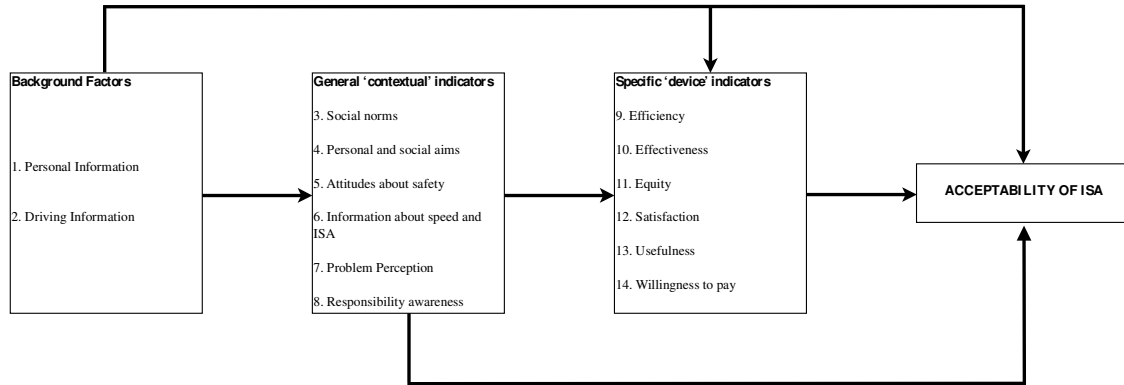 Background Factors
1. Personal Information
2. Driving Information
General ‘contextual’ indicators
3. Social norms
4. Personal and social aims
5. Attitudes about safety
6. Information about speed and
ISA
7. Problem Perception
8. Responsibility awareness
Specific ‘device’ indicators
9. Efficiency
10. Effectiveness
11. Equity
12. Satisfaction
13. Usefulness
14. Willingness to pay
ACCEPTABILITY OF ISA